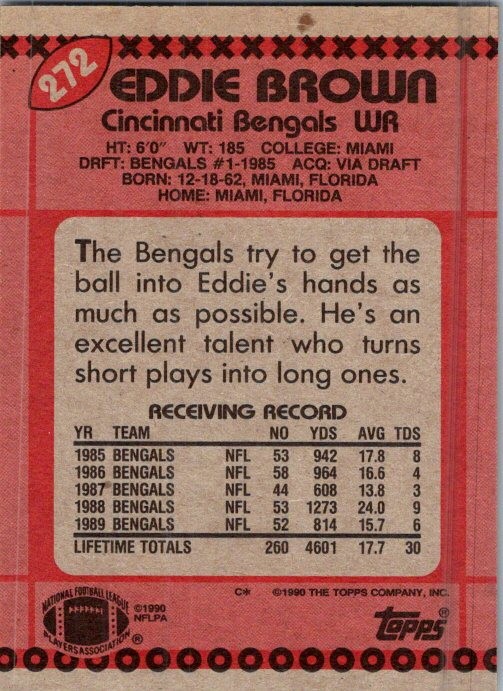 272
EDDIE BROWN
Cincinnati Bengals WR
HT: 6'0" WT: 185 COLLEGE: MIAMI
DRFT: BENGALS #1-1985 ACQ: VIA DRAFT
BORN: 12-18-62, MIAMI, FLORIDA
HOME: MIAMI, FLORIDA
The Bengals try to get the
ball into Eddie's hands as
much as possible. He's an
excellent talent who turns
short plays into long ones.
RECEIVING RECORD
YR TEAM NO YDS AVG TDS
1985 BENGALS NFL 53 942 17.8 8
1986 BENGALS NFL 58 964 16.6 4
1987 BENGALS NFL 44 608 13.8 3
1988 BENGALS NFL 53 1273 24.0 9
1989 BENGALS NFL 52 814 15.7 6
LIFETIME TOTALS 260 4601 17.7 30
C* ©1990 THE TOPPS COMPANY, INC.
NATIONAL FOOTBALL LEAGUE
PLAYERS ASSOCIATION ®
©1990
NFLPA
topps®